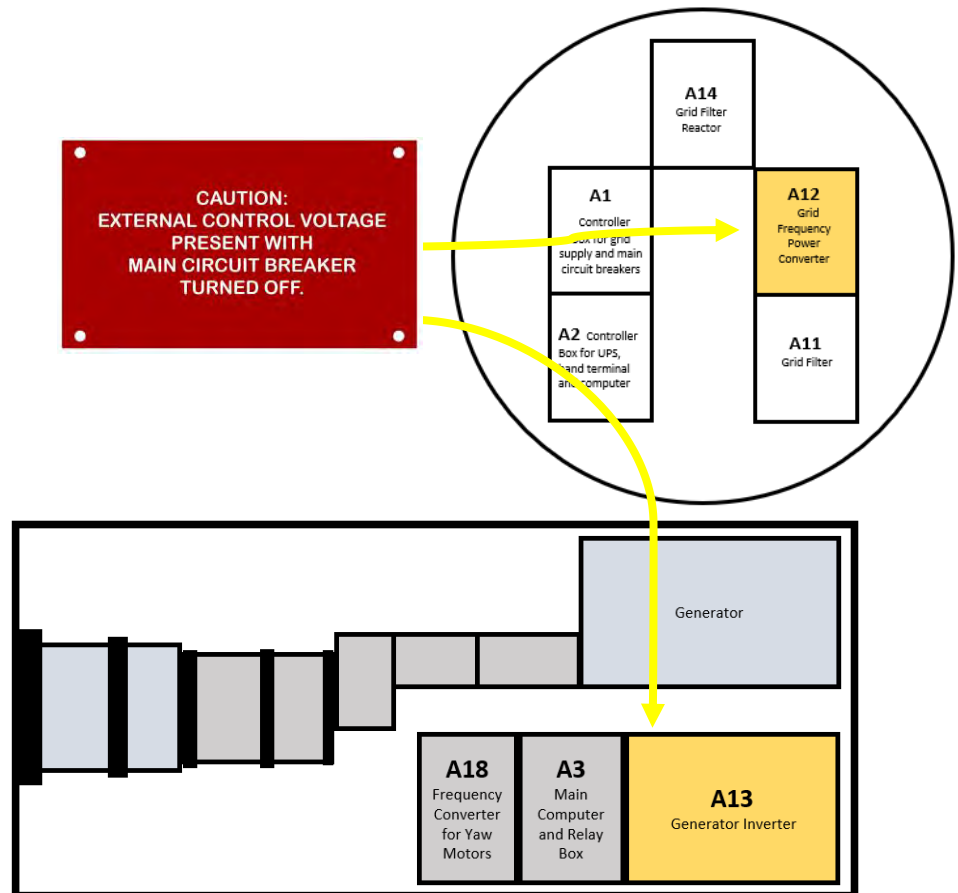 CAUTION:
EXTERNAL CONTROL VOLTAGE
PRESENT WITH
MAIN CIRCUIT BREAKER
TURNED OFF.
A14
Grid Filter
Reactor
A1
Controller
Box for grid
supply and main
circuit breakers
A12
Grid
Frequency
Power
Converter
A2 Controller
Box for UPS,
hand terminal
and computer
A11
Grid Filter
Generator
A18
Frequency
Converter
for Yaw
Motors
A3
Main
Computer
and Relay
Box
A13
Generator Inverter